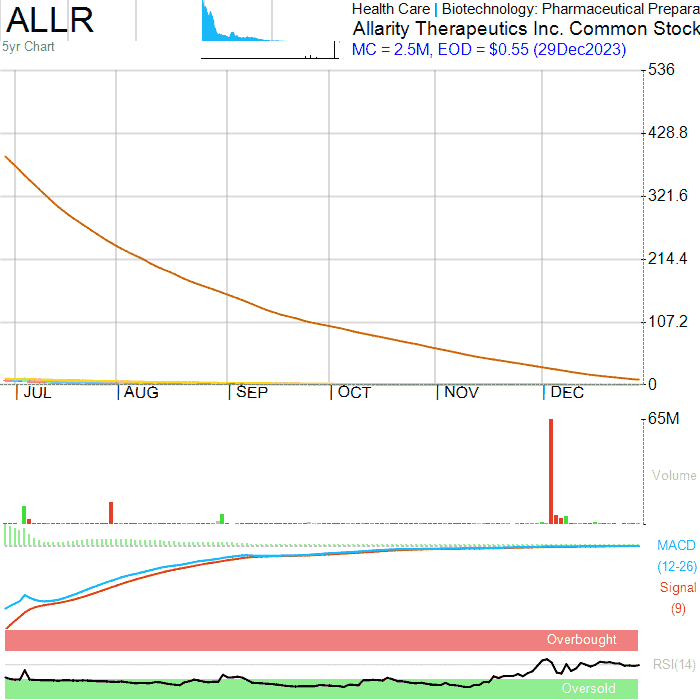 ALLR
5yr Chart
Health Care | Biotechnology: Pharmaceutical Prepara
Allarity Therapeutics Inc. Common Stock
MC = 2.5M, EOD = $0.55 (29Dec2023)
536
428.8
321.6
214.4
107.2
0
JUL AUG SEP OCT NOV DEC
65M
Volume
MACD
(12-26)
Signal
(9)
Overbought
RSI(14)
Oversold